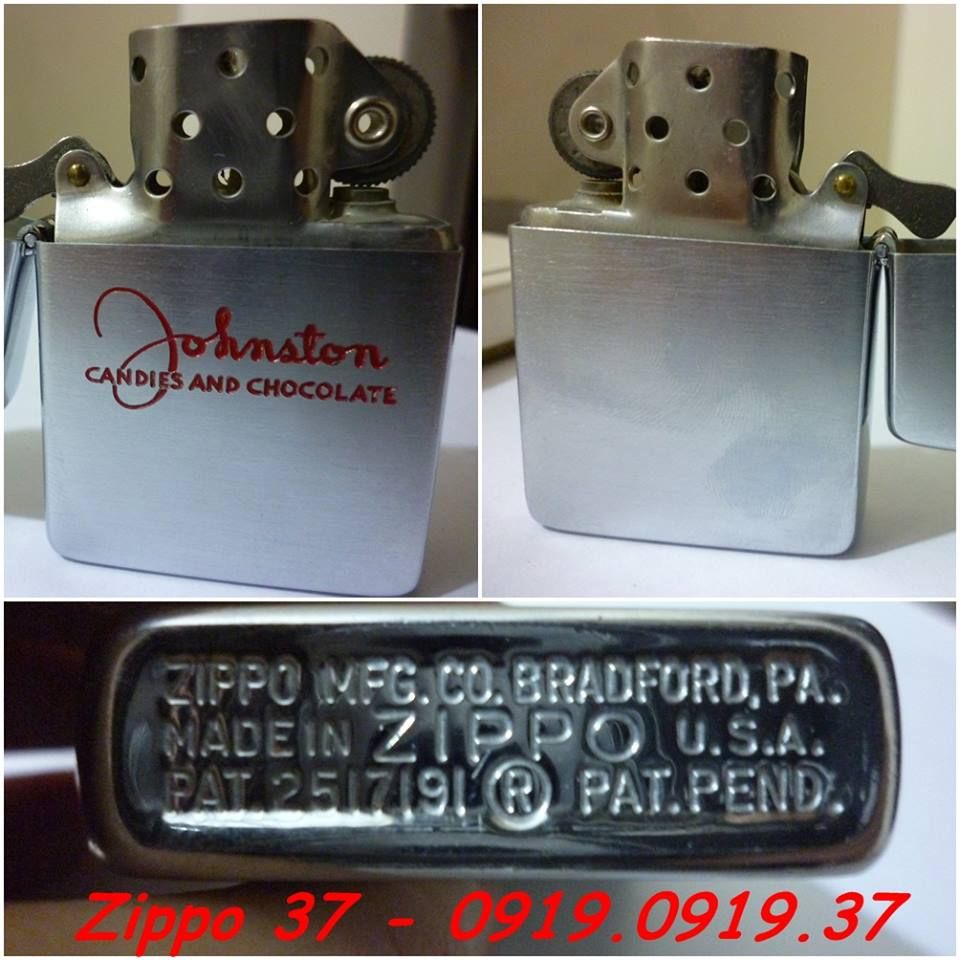 Johnston
CANDIES AND CHOCOLATE
ZIPPO MFG. CO. BRADFORD, PA.
MADE IN ZIPPO U.S.A.
PAT. 2517191 ® PAT. PEND.
Zippo 37 - 0919.0919.37